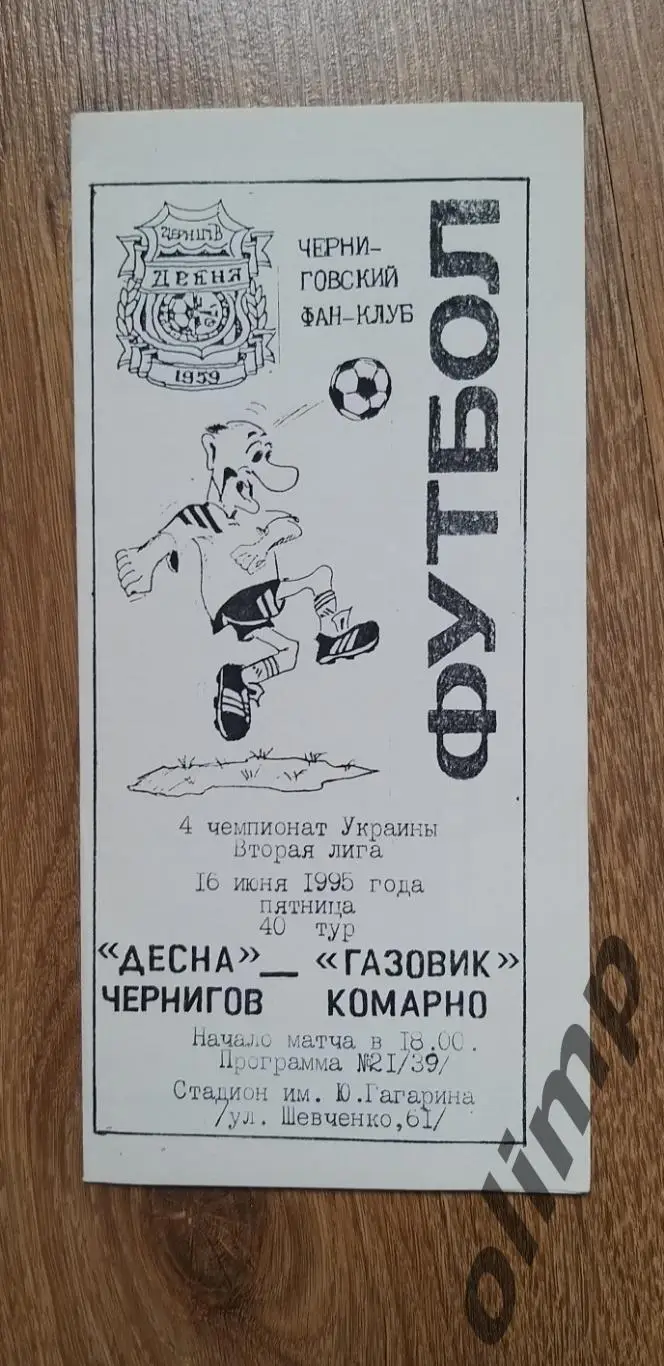 ЧЕРНІГІВ
ДЕСНА
1959
ЧЕРНИ-
ГОВСКИЙ
ФАН-КЛУБ
ФУТБОЛ
4 чемпионат Украины
Вторая лига
16 июня 1995 года
пятница
40 тур
«ДЕСНА» — «ГАЗОВИК»
ЧЕРНИГОВ КОМАРНО
Начало матча в 18.00.
Программа №21/39/
Стадион им. Ю.Гагарина
/ул. Шевченко,61/
olimp